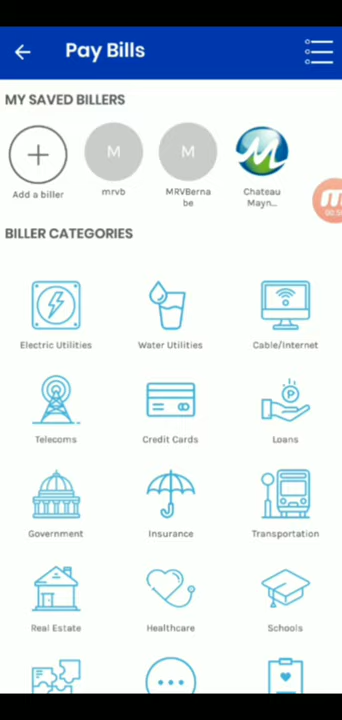 Pay Bills
MY SAVED BILLERS
M
M
Add a biller
mrvb
MRVBerna
be
Chateau
Mayn...
BILLER CATEGORIES
Electric Utilities
Water Utilities
Cable/Internet
Telecoms
Credit Cards
Loans
Government
Insurance
Transportation
Real Estate
Healthcare
Schools